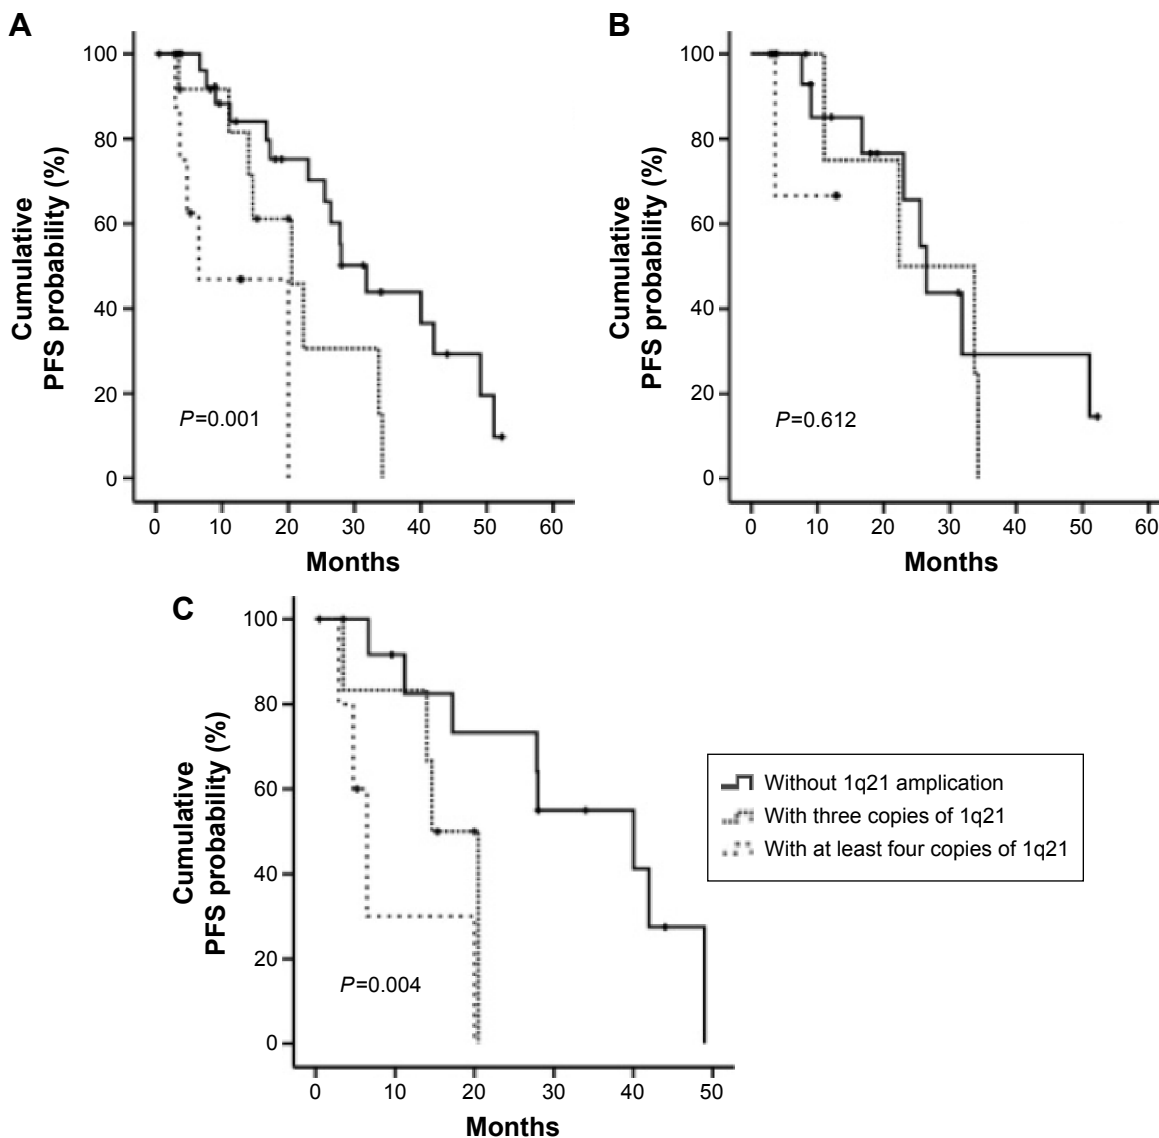 A
Cumulative
PFS probability (%)
100
80
60
40
20
0
P=0.001
0 10 20 30 40 50 60
Months
B
Cumulative
PFS probability (%)
100
80
60
40
20
0
P=0.612
0 10 20 30 40 50 60
Months
C
Cumulative
PFS probability (%)
100
80
60
40
20
0
P=0.004
0 10 20 30 40 50
Months
Without 1q21 amplication
With three copies of 1q21
With at least four copies of 1q21